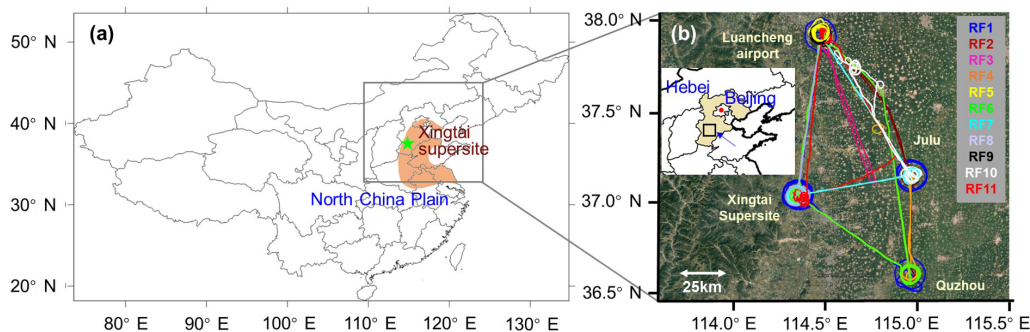 (a)
50° N
40° N
30° N
20° N
80° E
90° E
100° E
110° E
120° E
130° E
Xingtai
supersite
North China Plain
(b)
38.0° N
37.5° N
37.0° N
36.5° N
114.0° E
114.5° E
115.0° E
115.5° E
Luancheng
airport
Hebei
Beijing
Julu
Xingtai
Supersite
Quzhou
25km
RF1
RF2
RF3
RF4
RF5
RF6
RF7
RF8
RF9
RF10
RF11